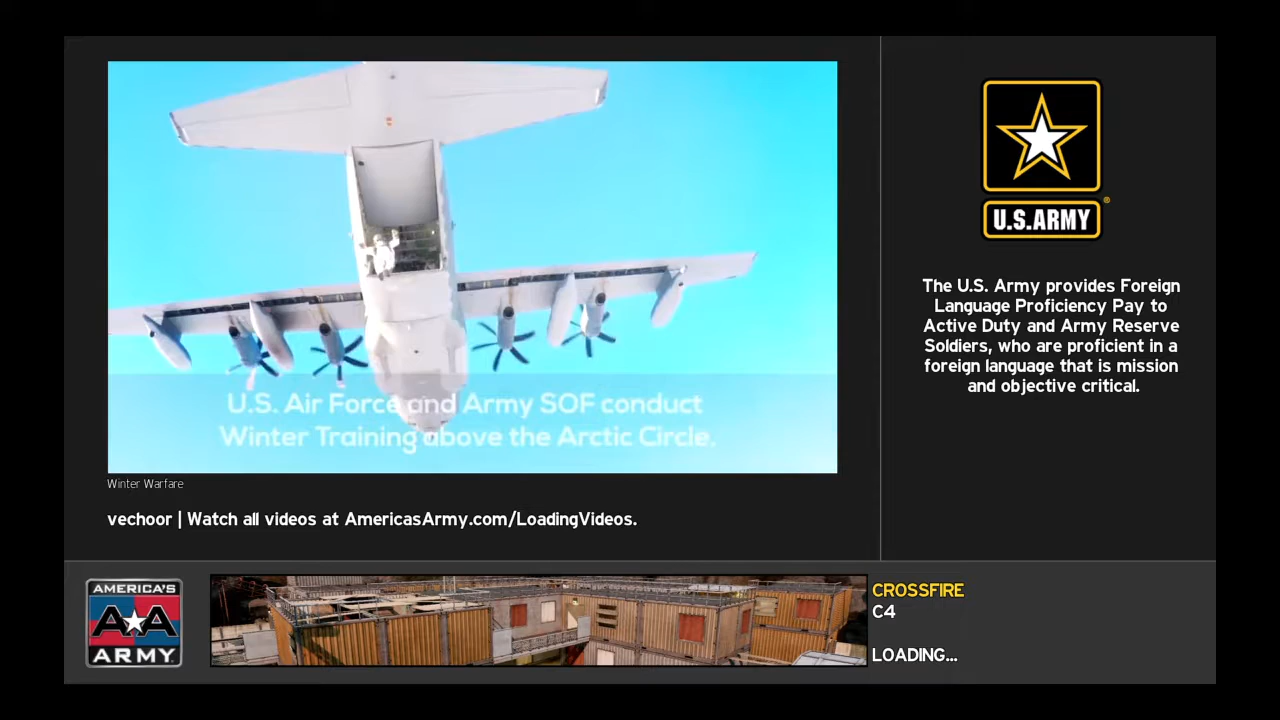 U.S. Air Force and Army SOF conduct
Winter Training above the Arctic Circle.
Winter Warfare
vechoor | Watch all videos at AmericasArmy.com/LoadingVideos.
U.S.ARMY
®
The U.S. Army provides Foreign
Language Proficiency Pay to
Active Duty and Army Reserve
Soldiers, who are proficient in a
foreign language that is mission
and objective critical.
AMERICA'S
AA
ARMY
CROSSFIRE
C4
LOADING...